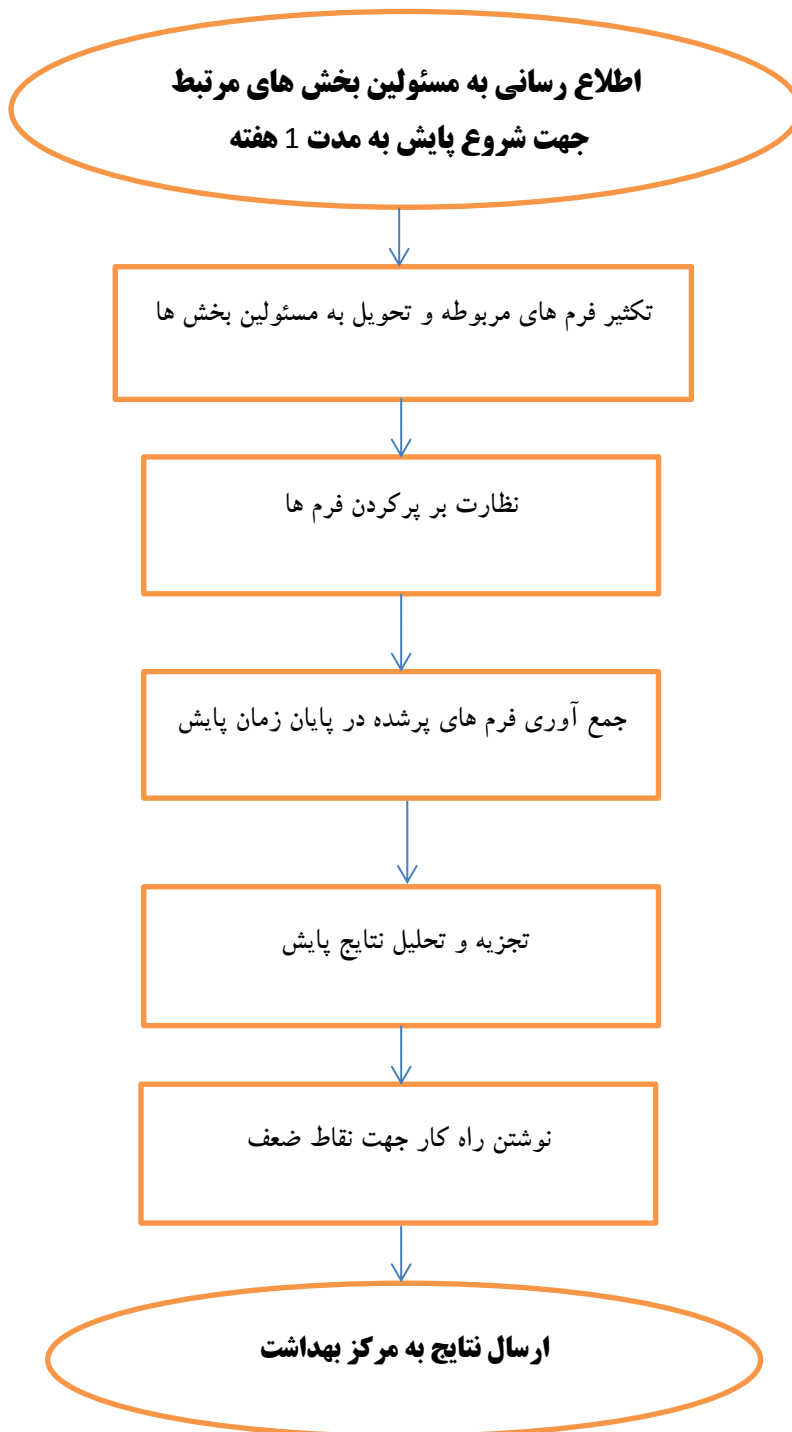 اطلاع رسانی به مسئولین بخش های مرتبط
جهت شروع پایش به مدت 1 هفته
تکثیر فرم های مربوطه و تحویل به مسئولین بخش ها
نظارت بر پرکردن فرم ها
جمع آوری فرم های پرشده در پایان زمان پایش
تجزیه و تحلیل نتایج پایش
نوشتن راه کار جهت نقاط ضعف
ارسال نتایج به مرکز بهداشت